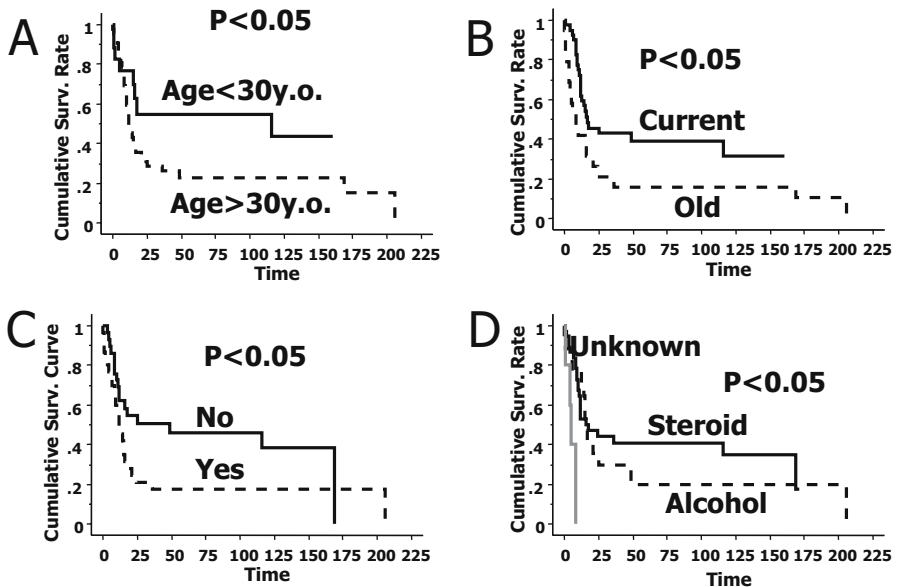 A
P<0.05
Cumulative Surv. Rate
1
.8
.6
.4
.2
0
Age<30y.o.
Age>30y.o.
0 25 50 75 100 125 150 175 200 225
Time
B
P<0.05
Cumulative Surv. Rate
1
.8
.6
.4
.2
0
Current
Old
0 25 50 75 100 125 150 175 200 225
Time
C
P<0.05
Cumulative Surv. Curve
1
.8
.6
.4
.2
0
No
Yes
0 25 50 75 100 125 150 175 200 225
Time
D
Unknown
P<0.05
Cumulative Surv. Rate
1
.8
.6
.4
.2
0
Steroid
Alcohol
0 25 50 75 100 125 150 175 200 225
Time